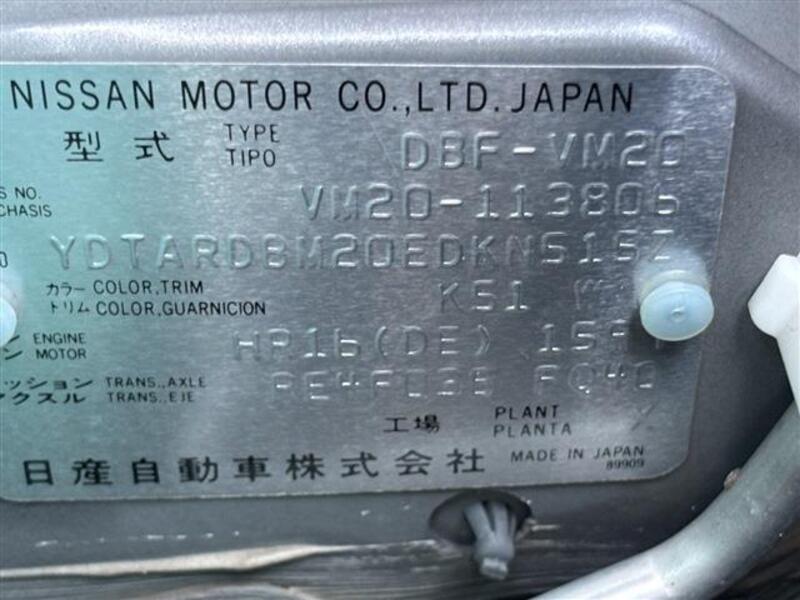 NISSAN MOTOR CO.,LTD.JAPAN
型式 TYPE TIPO DBF-VM20
S NO. CHASIS VM20-113806
YDTARDBM20EDKN515Z
カラー COLOR,TRIM
トリム COLOR,GUARNICION K51
ENGINE
MOTOR HR16(DE)
TRANS.,AXLE
TRANS.,EJE RE4F03B
工場 PLANT PLANTA
日産自動車株式会社 MADE IN JAPAN
89909